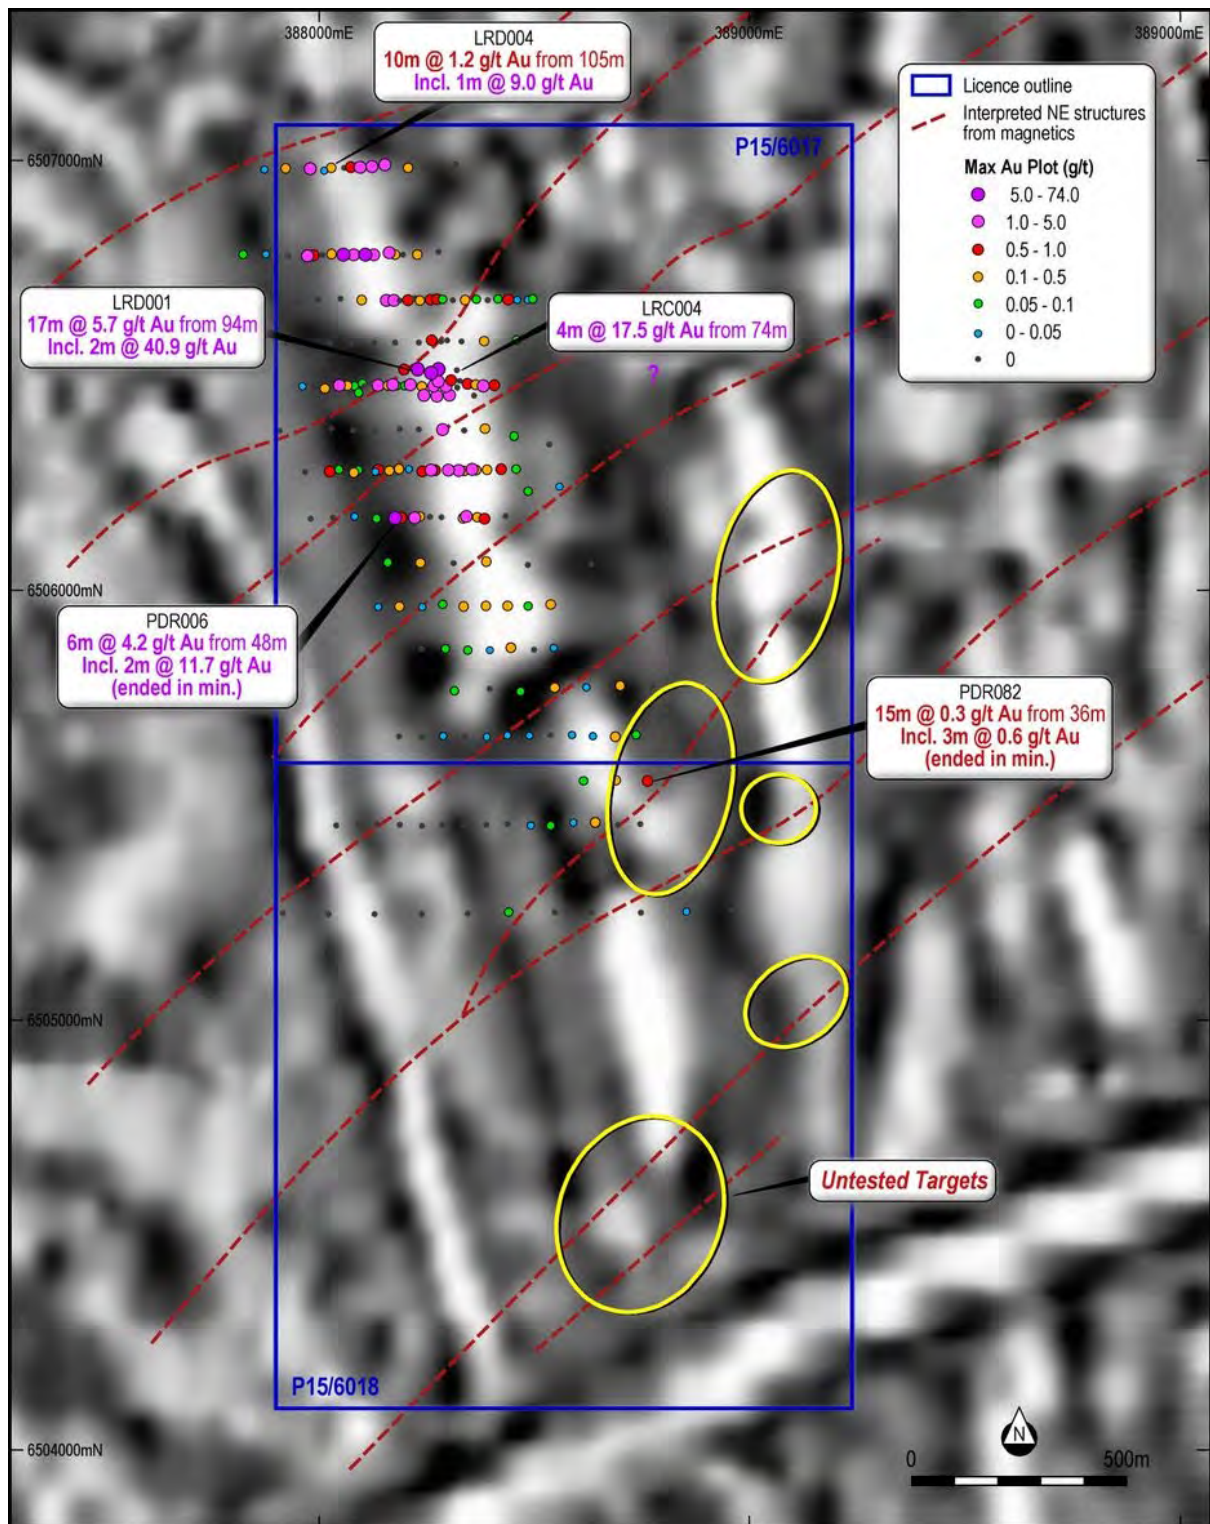 388000mE
389000mE
389000mE
LRD004
10m @ 1.2 g/t Au from 105m
Incl. 1m @ 9.0 g/t Au
Licence outline
Interpreted NE structures
from magnetics
Max Au Plot (g/t)
5.0 - 74.0
1.0 - 5.0
0.5 - 1.0
0.1 - 0.5
0.05 - 0.1
0 - 0.05
0
P15/6017
6507000mN
LRD001
17m @ 5.7 g/t Au from 94m
Incl. 2m @ 40.9 g/t Au
LRC004
4m @ 17.5 g/t Au from 74m
?
6506000mN
PDR006
6m @ 4.2 g/t Au from 48m
Incl. 2m @ 11.7 g/t Au
(ended in min.)
PDR082
15m @ 0.3 g/t Au from 36m
Incl. 3m @ 0.6 g/t Au
(ended in min.)
6505000mN
Untested Targets
P15/6018
6504000mN
N
0 500m